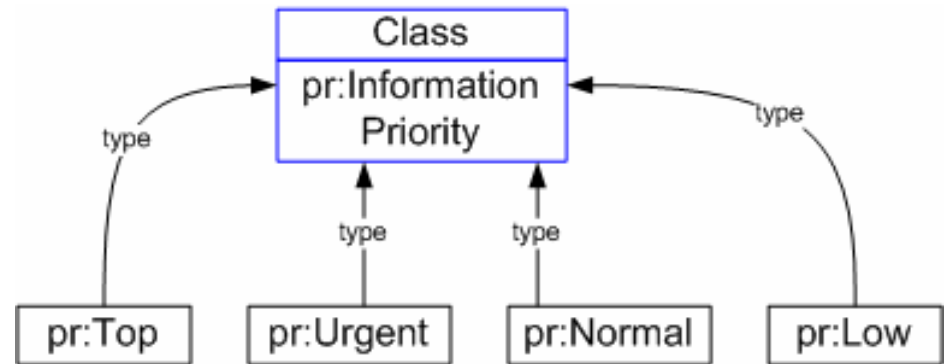 Class
pr:Information
Priority
type
type
type
type
pr:Top
pr:Urgent
pr:Normal
pr:Low